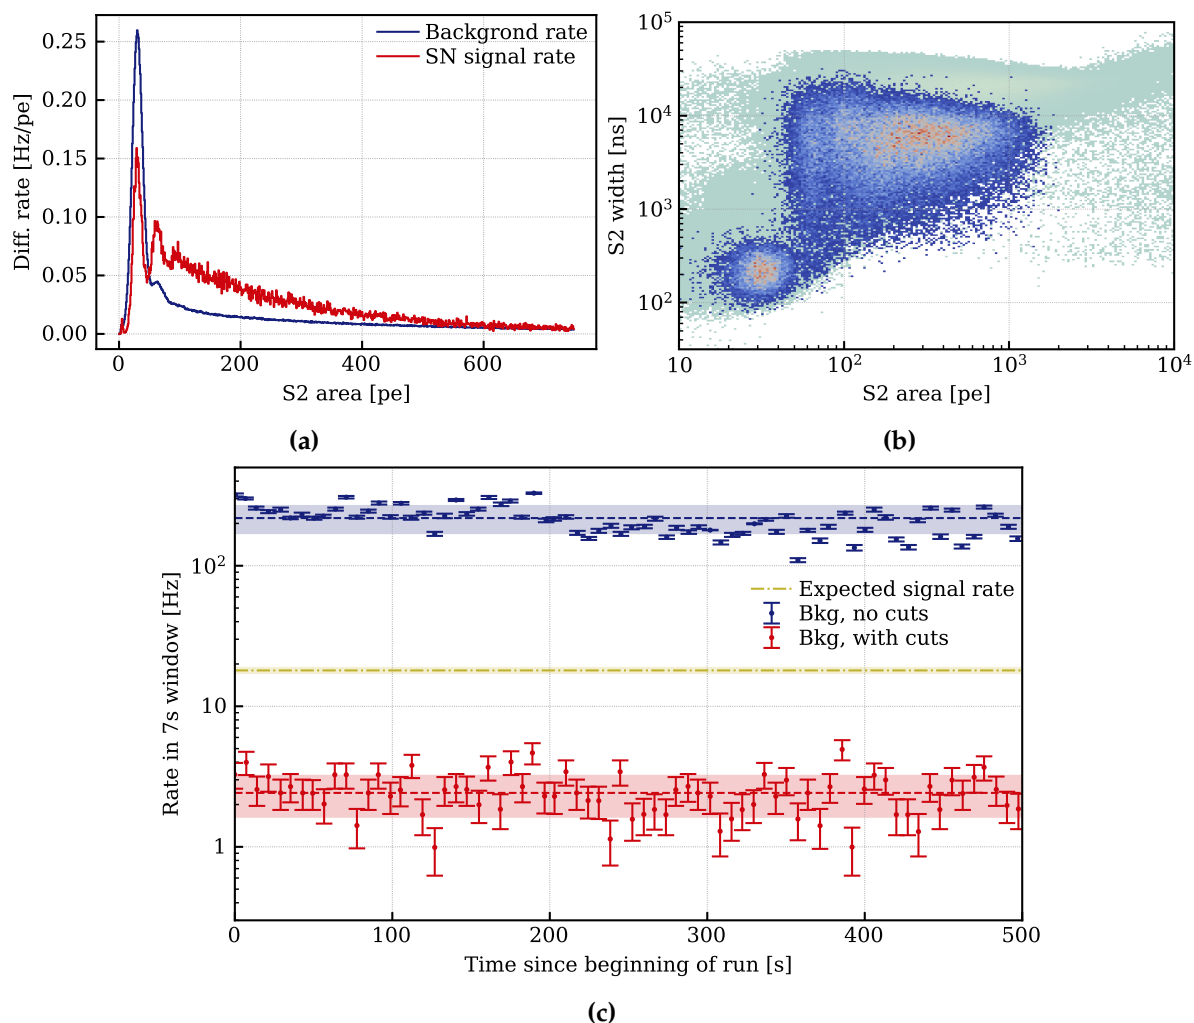 Backgrond rate
SN signal rate
0.25
0.20
0.15
0.10
0.05
0.00
Diff. rate [Hz/pe]
0
200
400
600
S2 area [pe]
(a)
10^5
10^4
10^3
10^2
S2 width [ns]
10
10^2
10^3
10^4
S2 area [pe]
(b)
10^2
10
1
Rate in 7s window [Hz]
Expected signal rate
Bkg, no cuts
Bkg, with cuts
0
100
200
300
400
500
Time since beginning of run [s]
(c)